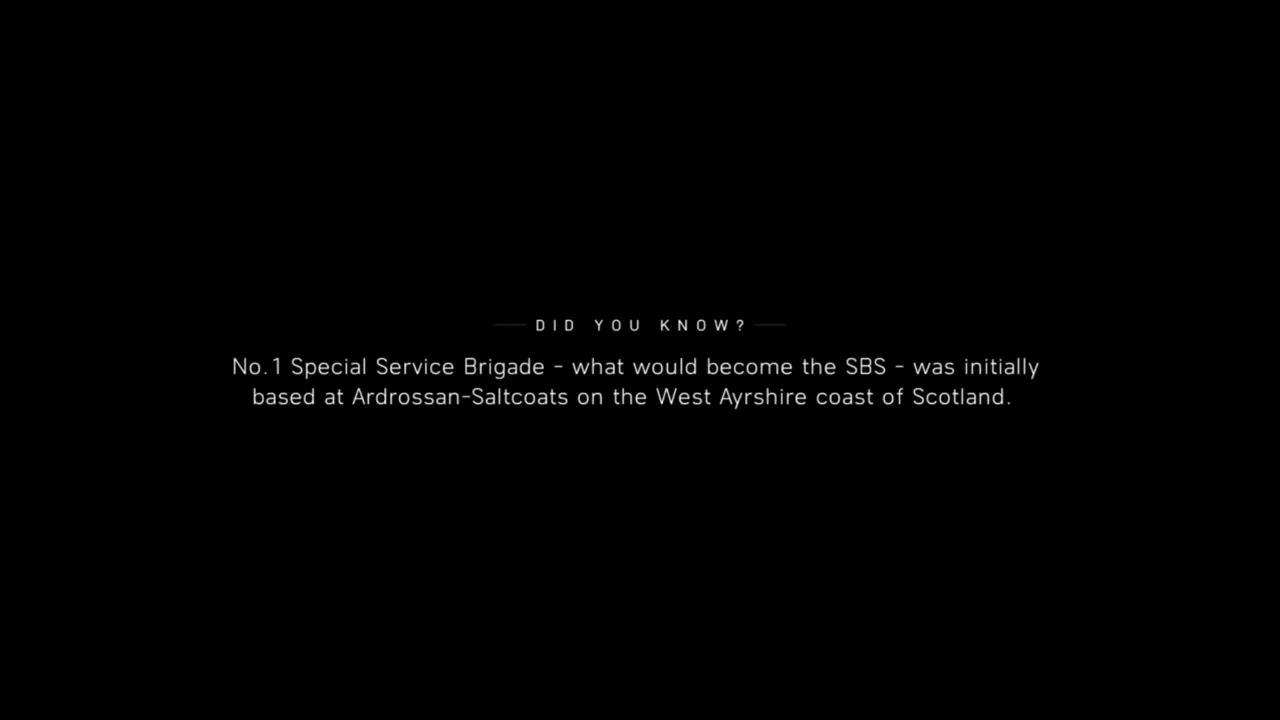 DID YOU KNOW?
No.1 Special Service Brigade - what would become the SBS - was initially
based at Ardrossan-Saltcoats on the West Ayrshire coast of Scotland.